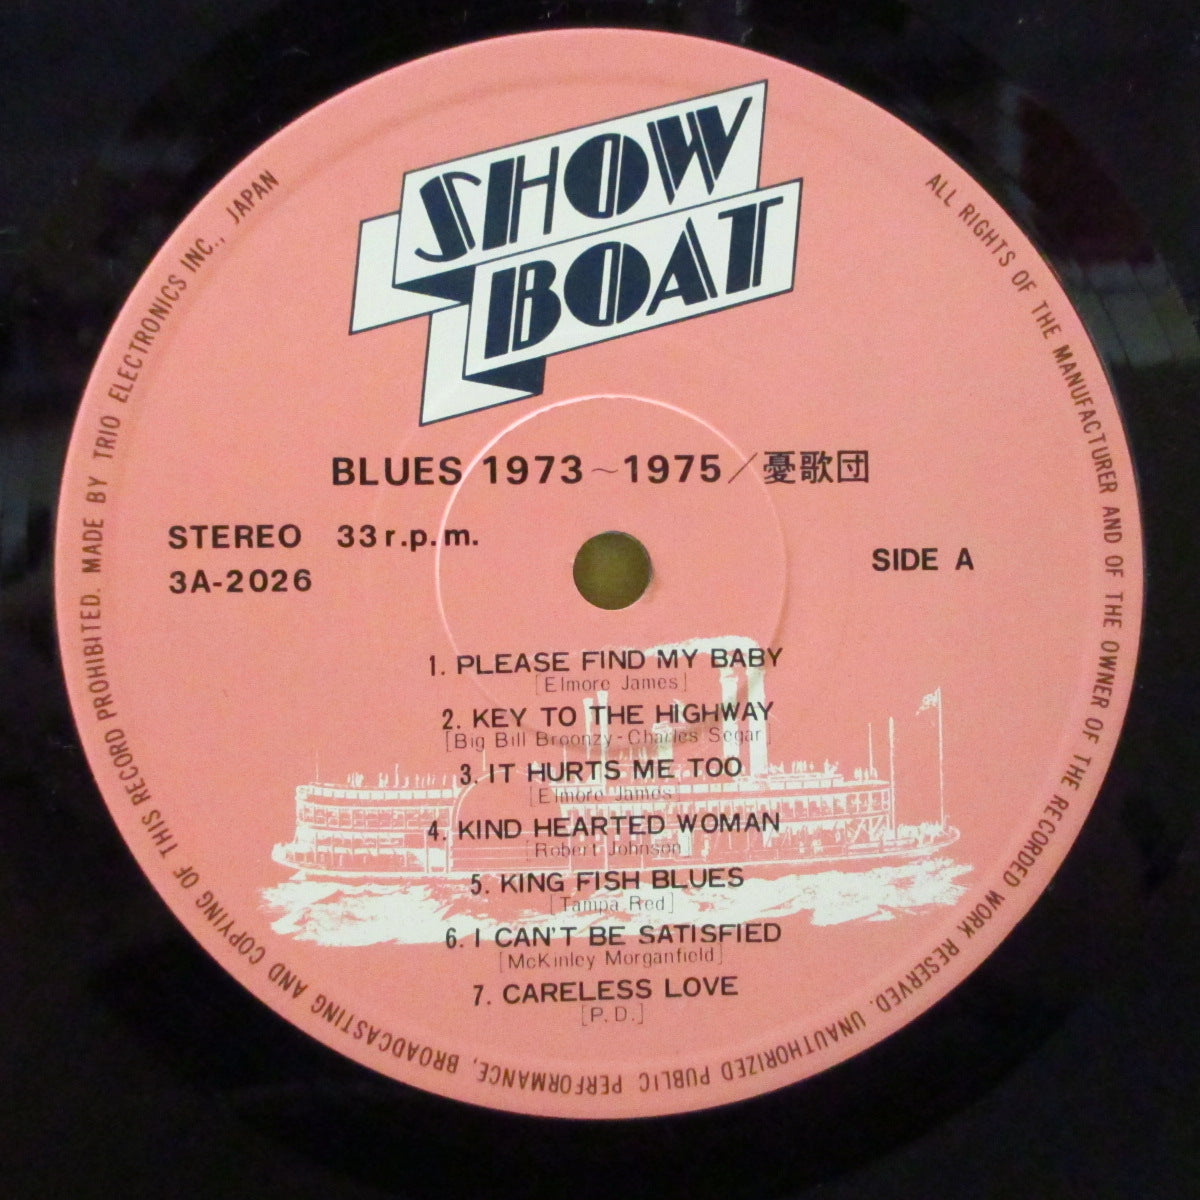 SHOW
BOAT
BLUES 1973～1975／憂歌団
STEREO 33 r.p.m.
3A-2026
SIDE A
1. PLEASE FIND MY BABY
[Elmore James]
2. KEY TO THE HIGHWAY
[Big Bill Broonzy-Charles Segar]
3. IT HURTS ME TOO
[Elmore James]
4. KIND HEARTED WOMAN
[Robert Johnson]
5. KING FISH BLUES
[Tampa Red]
6. I CAN'T BE SATISFIED
[McKinley Morganfield]
7. CARELESS LOVE
[P.D.]
ALL RIGHTS OF THE MANUFACTURER AND OF THE OWNER OF THE RECORDED WORK RESERVED. UNAUTHORIZED PUBLIC PERFORMANCE, BROADCASTING AND COPYING OF THIS RECORD PROHIBITED. MADE BY TRIO ELECTRONICS INC., JAPAN